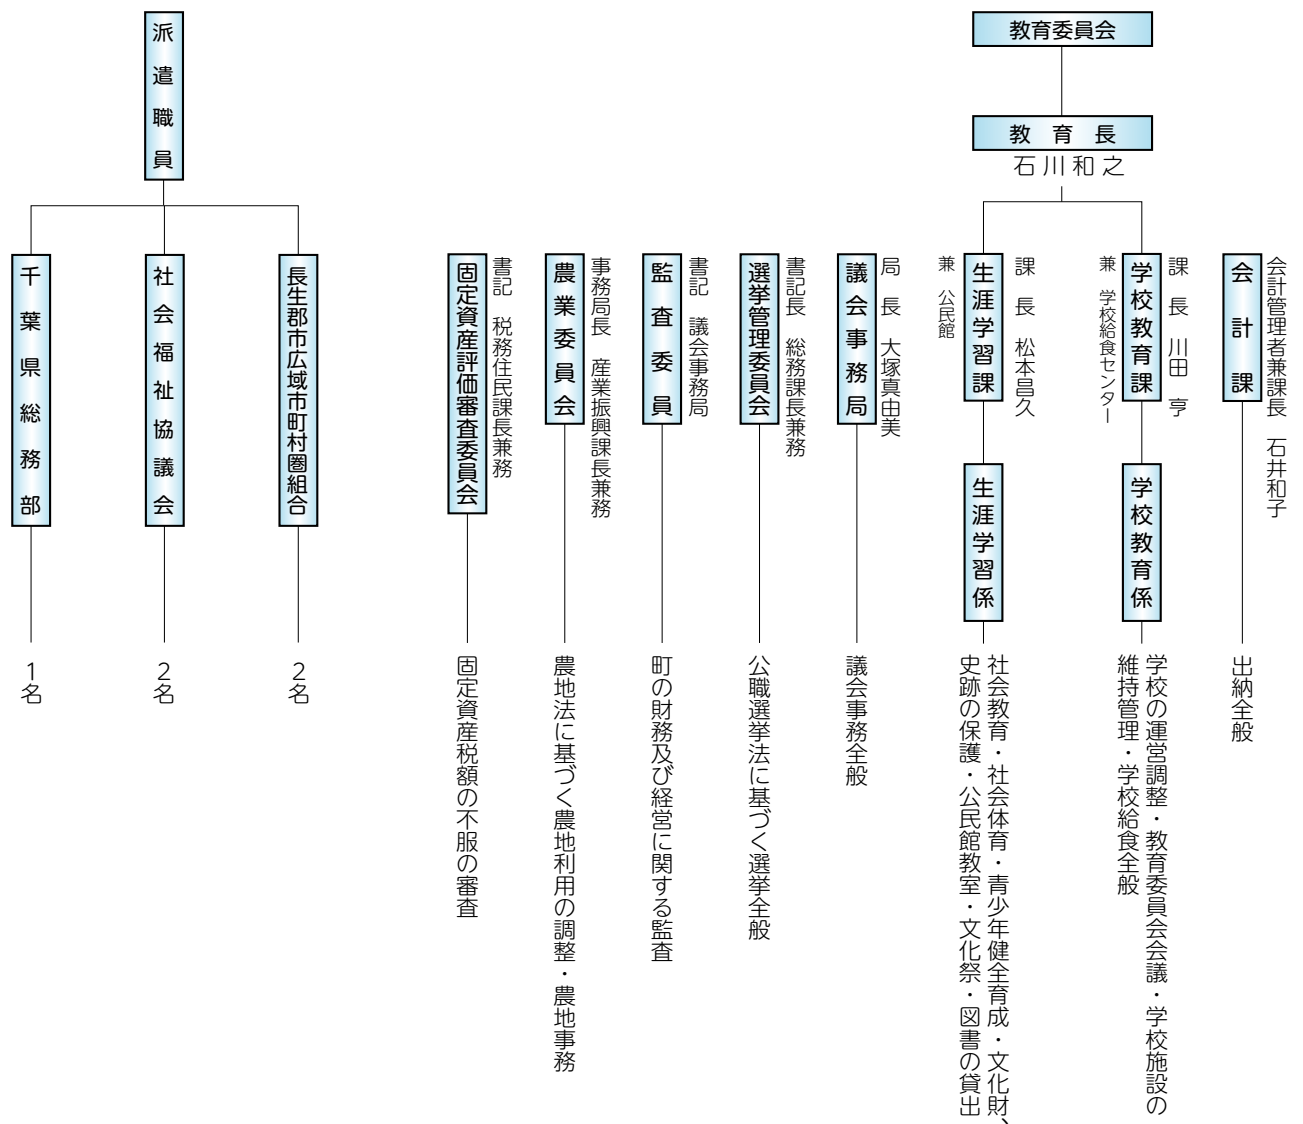 教育委員会
教育長
石川和之
会計課
会計管理者兼課長　石井和子
出納全般
学校教育課
課　長　川田　亨
兼　学校給食センター
学校教育係
学校の運営調整・教育委員会会議・学校施設の
維持管理・学校給食全般
生涯学習課
課　長　松本昌久
兼　公民館
生涯学習係
社会教育・社会体育・青少年健全育成・文化財、
史跡の保護・公民館教室・文化祭・図書の貸出
議会事務局
局　長　大塚真由美
議会事務全般
選挙管理委員会
書記長　総務課長兼務
公職選挙法に基づく選挙全般
監査委員
書記　議会事務局
町の財務及び経営に関する監査
農業委員会
事務局長　産業振興課長兼務
農地法に基づく農地利用の調整・農地事務
固定資産評価審査委員会
書記　税務住民課長兼務
固定資産税額の不服の審査
派遣職員
長生郡市広域市町村圏組合
2名
社会福祉協議会
2名
千葉県総務部
1名